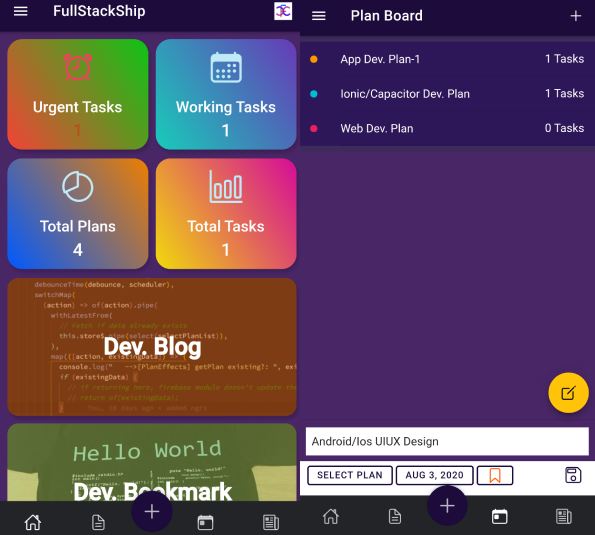 FullStackShip
Urgent Tasks
1
Working Tasks
1
Total Plans
4
Total Tasks
1
debounceTime(debounce, scheduler),
switchMap(
(action) => of(action).pipe(
withLatestFrom(
// Fetch if data already exists
this.store$.pipe(select(selectPlanList)),
),
map(([action, existingData]) => {
console.log(" -->[PlanEffects] getPlan existing?: ", exi
if (existingData) {
// if returning here, firebase module doesn't update the
// return of(existingData);
}
Dev. Blog
Hello World
Dev. Bookmark
Plan Board
App Dev. Plan-1
1 Tasks
Ionic/Capacitor Dev. Plan
1 Tasks
Web Dev. Plan
0 Tasks
Android/Ios UIUX Design
SELECT PLAN
AUG 3, 2020